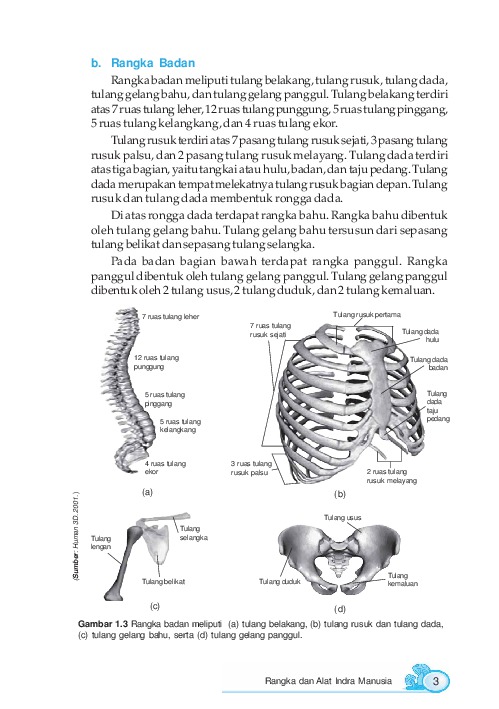 b. Rangka Badan
Rangka badan meliputi tulang belakang, tulang rusuk, tulang dada,
tulang gelang bahu, dan tulang gelang panggul. Tulang belakang terdiri
atas 7 ruas tulang leher, 12 ruas tulang punggung, 5 ruas tulang pinggang,
5 ruas tulang kelangkang, dan 4 ruas tulang ekor.
Tulang rusuk terdiri atas 7 pasang tulang rusuk sejati, 3 pasang tulang
rusuk palsu, dan 2 pasang tulang rusuk melayang. Tulang dada terdiri
atas tiga bagian, yaitu tangkai atau hulu, badan, dan taju pedang. Tulang
dada merupakan tempat melekatnya tulang rusuk bagian depan. Tulang
rusuk dan tulang dada membentuk rongga dada.
Di atas rongga dada terdapat rangka bahu. Rangka bahu dibentuk
oleh tulang gelang bahu. Tulang gelang bahu tersusun dari sepasang
tulang belikat dan sepasang tulang selangka.
Pada badan bagian bawah terdapat rangka panggul. Rangka
panggul dibentuk oleh tulang gelang panggul. Tulang gelang panggul
dibentuk oleh 2 tulang usus, 2 tulang duduk, dan 2 tulang kemaluan.
7 ruas tulang leher
12 ruas tulang
punggung
5 ruas tulang
pinggang
5 ruas tulang
kelangkang
4 ruas tulang
ekor
(a)
Tulang rusuk pertama
7 ruas tulang
rusuk sejati
Tulang dada
hulu
Tulang dada
badan
Tulang
dada
taju
pedang
3 ruas tulang
rusuk palsu
2 ruas tulang
rusuk melayang
(b)
(Sumber: Human 3D. 2001.)
Tulang
lengan
Tulang
selangka
Tulang belikat
(c)
Tulang usus
Tulang duduk
Tulang
kemaluan
(d)
Gambar 1.3 Rangka badan meliputi (a) tulang belakang, (b) tulang rusuk dan tulang dada,
(c) tulang gelang bahu, serta (d) tulang gelang panggul.
Rangka dan Alat Indra Manusia
3